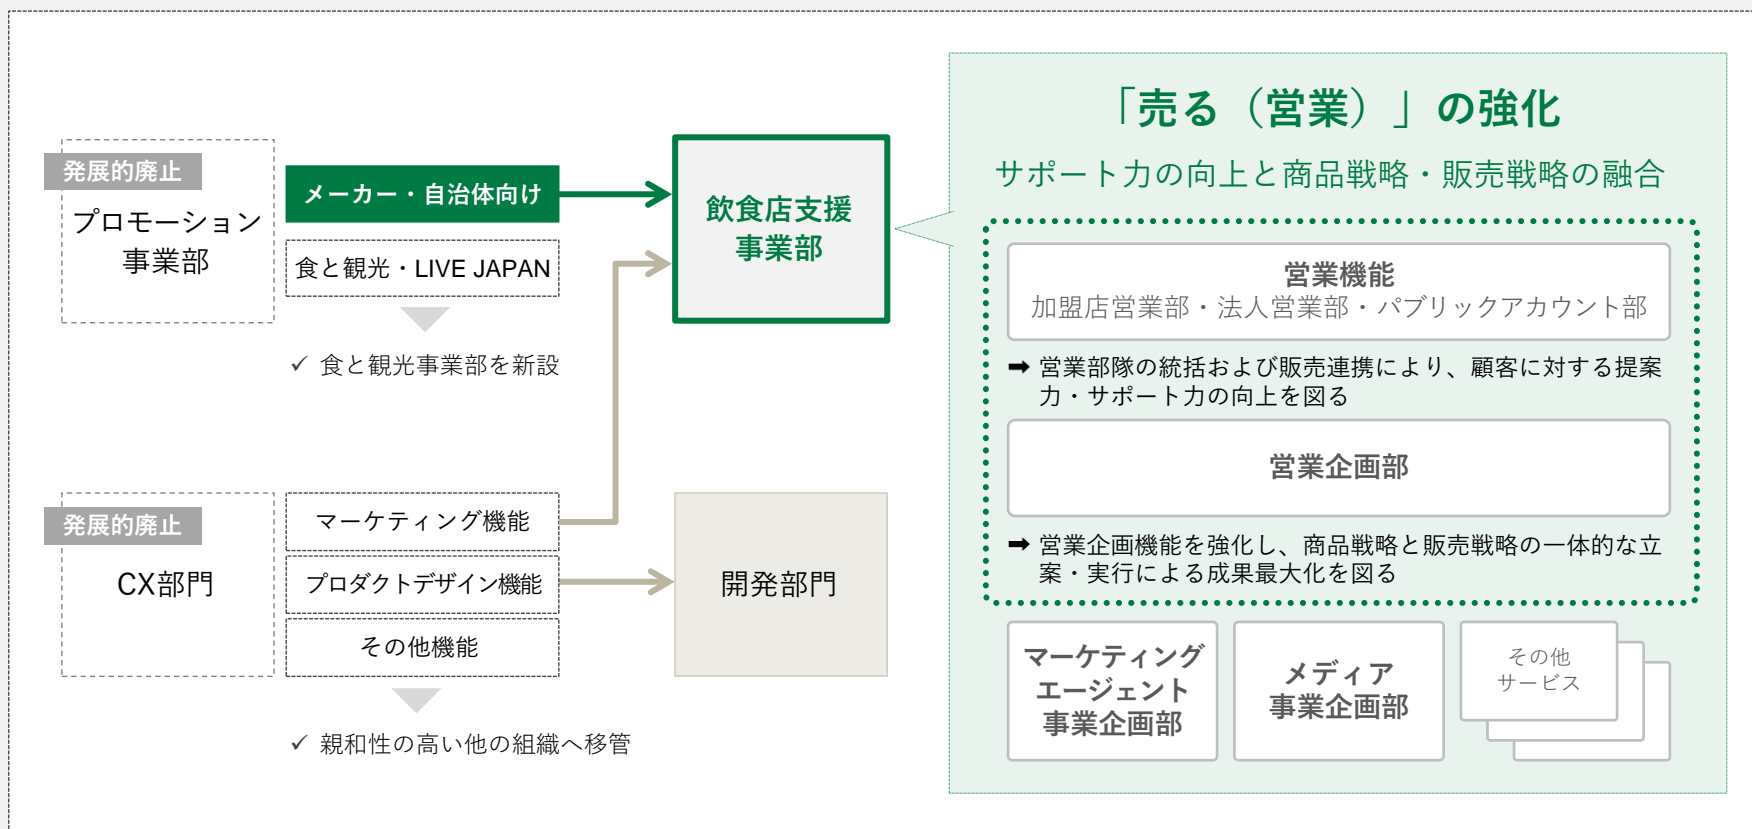 発展的廃止
プロモーション
事業部
メーカー・自治体向け
食と観光・LIVE JAPAN
✓ 食と観光事業部を新設
飲食店支援
事業部
発展的廃止
CX部門
マーケティング機能
プロダクトデザイン機能
その他機能
✓ 親和性の高い他の組織へ移管
開発部門
「売る（営業）」の強化
サポート力の向上と商品戦略・販売戦略の融合
営業機能
加盟店営業部・法人営業部・パブリックアカウント部
➡ 営業部隊の統括および販売連携により、顧客に対する提案
力・サポート力の向上を図る
営業企画部
➡ 営業企画機能を強化し、商品戦略と販売戦略の一体的な立
案・実行による成果最大化を図る
マーケティング
エージェント
事業企画部
メディア
事業企画部
その他
サービス